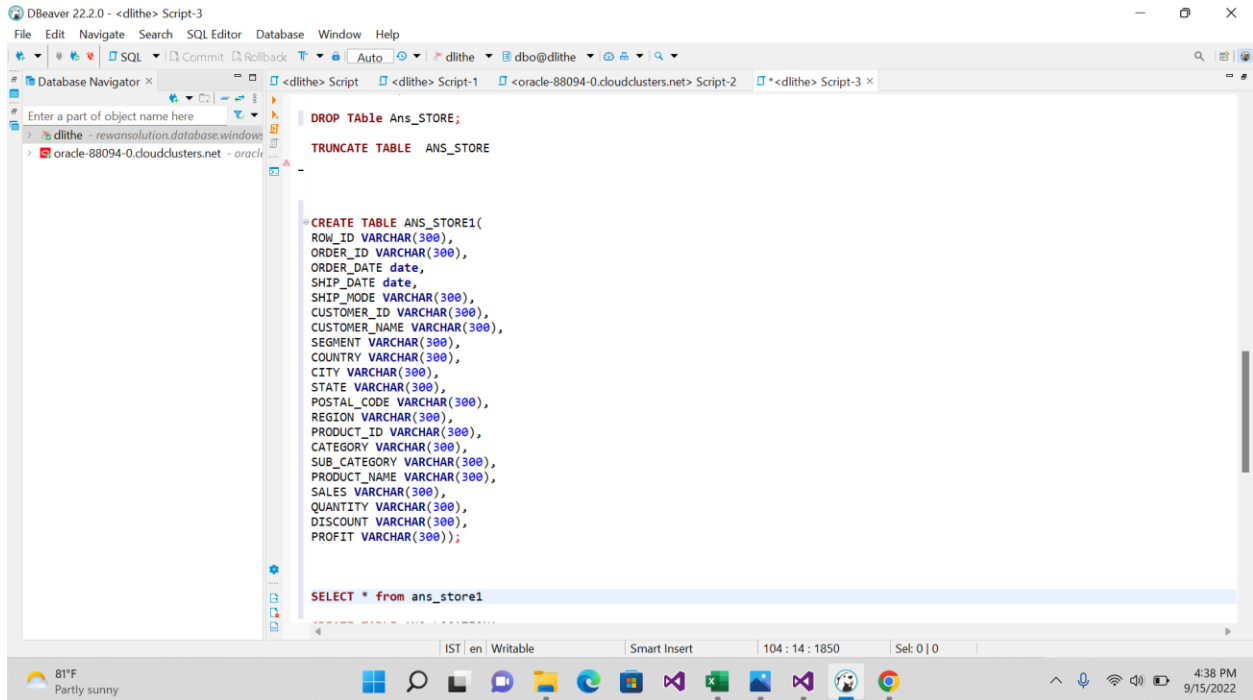 DBeaver 22.2.0 - <dlithe> Script-3
File Edit Navigate Search SQL Editor Database Window Help
SQL Commit Rollback Auto dlithe dbo@dlithe
Database Navigator
<dlithe> Script <dlithe> Script-1 <oracle-88094-0.cloudclusters.net> Script-2 *<dlithe> Script-3
Enter a part of object name here
dlithe - rewansolution.database.windows
oracle-88094-0.cloudclusters.net - oracle
DROP TAble Ans_STORE;
TRUNCATE TABLE ANS_STORE
CREATE TABLE ANS_STORE1(
ROW_ID VARCHAR(300),
ORDER_ID VARCHAR(300),
ORDER_DATE date,
SHIP_DATE date,
SHIP_MODE VARCHAR(300),
CUSTOMER_ID VARCHAR(300),
CUSTOMER_NAME VARCHAR(300),
SEGMENT VARCHAR(300),
COUNTRY VARCHAR(300),
CITY VARCHAR(300),
STATE VARCHAR(300),
POSTAL_CODE VARCHAR(300),
REGION VARCHAR(300),
PRODUCT_ID VARCHAR(300),
CATEGORY VARCHAR(300),
SUB_CATEGORY VARCHAR(300),
PRODUCT_NAME VARCHAR(300),
SALES VARCHAR(300),
QUANTITY VARCHAR(300),
DISCOUNT VARCHAR(300),
PROFIT VARCHAR(300));
SELECT * from ans_store1
IST en Writable Smart Insert 104 : 14 : 1850 Sel: 0 | 0
81°F
Partly sunny
4:38 PM
9/15/2022